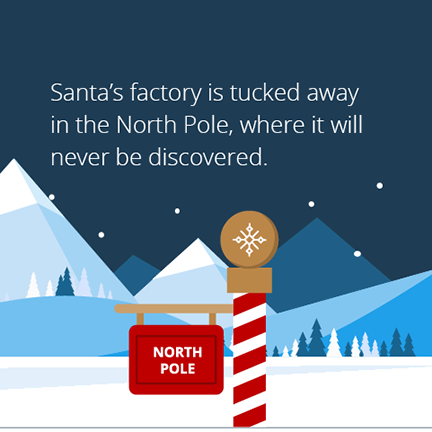 Santa’s factory is tucked away
in the North Pole, where it will
never be discovered.
NORTH
POLE